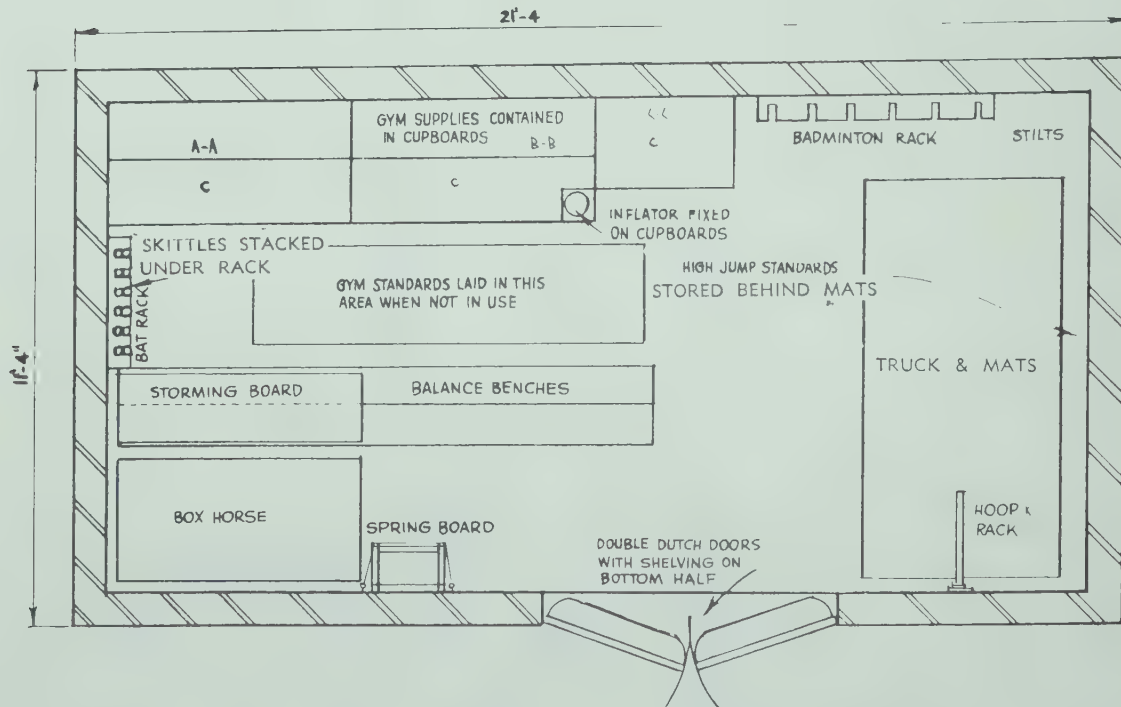 21'-4
GYM SUPPLIES CONTAINED
IN CUPBOARDS
A-A
B-B
C
C
C C
C
BADMINTON RACK
STILTS
INFLATOR FIXED
ON CUPBOARDS
SKITTLES STACKED
UNDER RACK
BAT RACK
GYM STANDARDS LAID IN THIS
AREA WHEN NOT IN USE
HIGH JUMP STANDARDS
STORED BEHIND MATS
11'-4"
TRUCK & MATS
STORMING BOARD
BALANCE BENCHES
BOX HORSE
SPRING BOARD
HOOP
RACK
DOUBLE DUTCH DOORS
WITH SHELVING ON
BOTTOM HALF